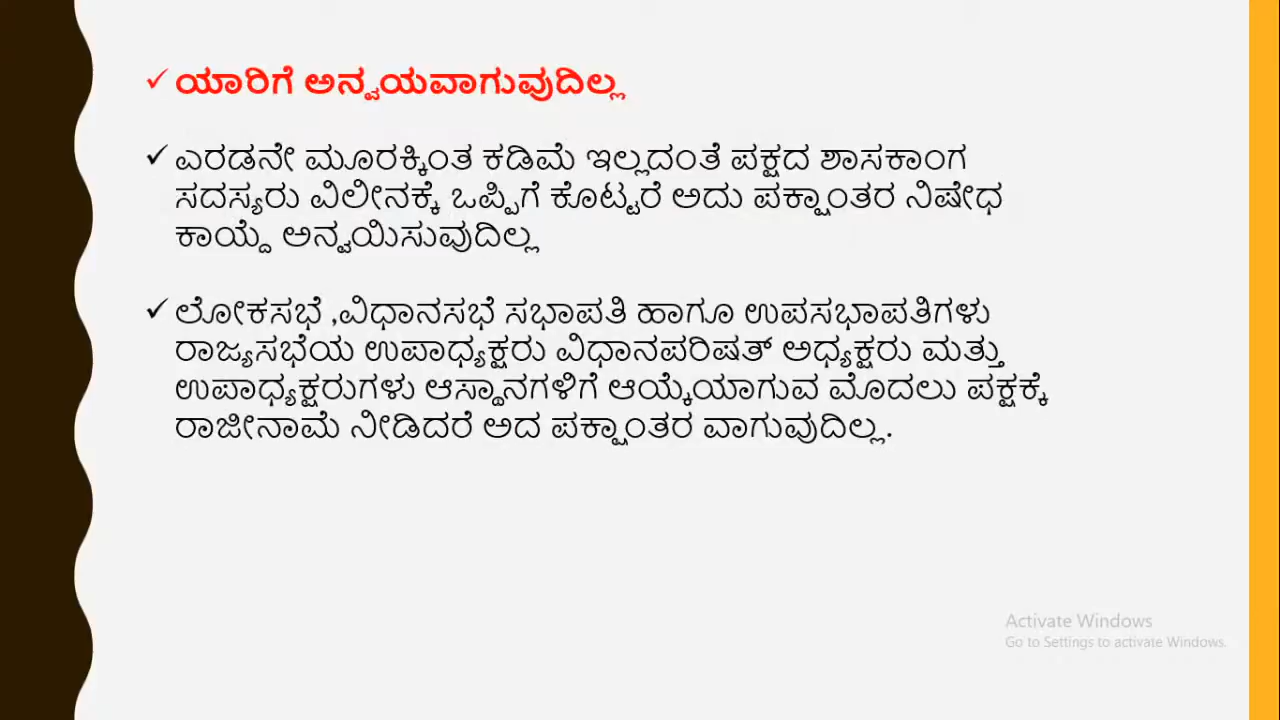 ✓ ಯಾರಿಗೆ ಅನ್ವಯವಾಗುವುದಿಲ್ಲ
✓ ಎರಡನೇ ಮೂರಕ್ಕಿಂತ ಕಡಿಮೆ ಇಲ್ಲದಂತೆ ಪಕ್ಷದ ಶಾಸಕಾಂಗ
ಸದಸ್ಯರು ವಿಲೀನಕ್ಕೆ ಒಪ್ಪಿಗೆ ಕೊಟ್ಟರೆ ಅದು ಪಕ್ಷಾಂತರ ನಿಷೇಧ
ಕಾಯ್ದೆ ಅನ್ವಯಿಸುವುದಿಲ್ಲ
✓ ಲೋಕಸಭೆ ,ವಿಧಾನಸಭೆ ಸಭಾಪತಿ ಹಾಗೂ ಉಪಸಭಾಪತಿಗಳು
ರಾಜ್ಯಸಭೆಯ ಉಪಾಧ್ಯಕ್ಷರು ವಿಧಾನಪರಿಷತ್ ಅಧ್ಯಕ್ಷರು ಮತ್ತು
ಉಪಾಧ್ಯಕ್ಷರುಗಳು ಆಸ್ಥಾನಗಳಿಗೆ ಆಯ್ಕೆಯಾಗುವ ಮೊದಲು ಪಕ್ಷಕ್ಕೆ
ರಾಜೀನಾಮೆ ನೀಡಿದರೆ ಅದ ಪಕ್ಷಾಂತರ ವಾಗುವುದಿಲ್ಲ.
Activate Windows
Go to Settings to activate Windows.